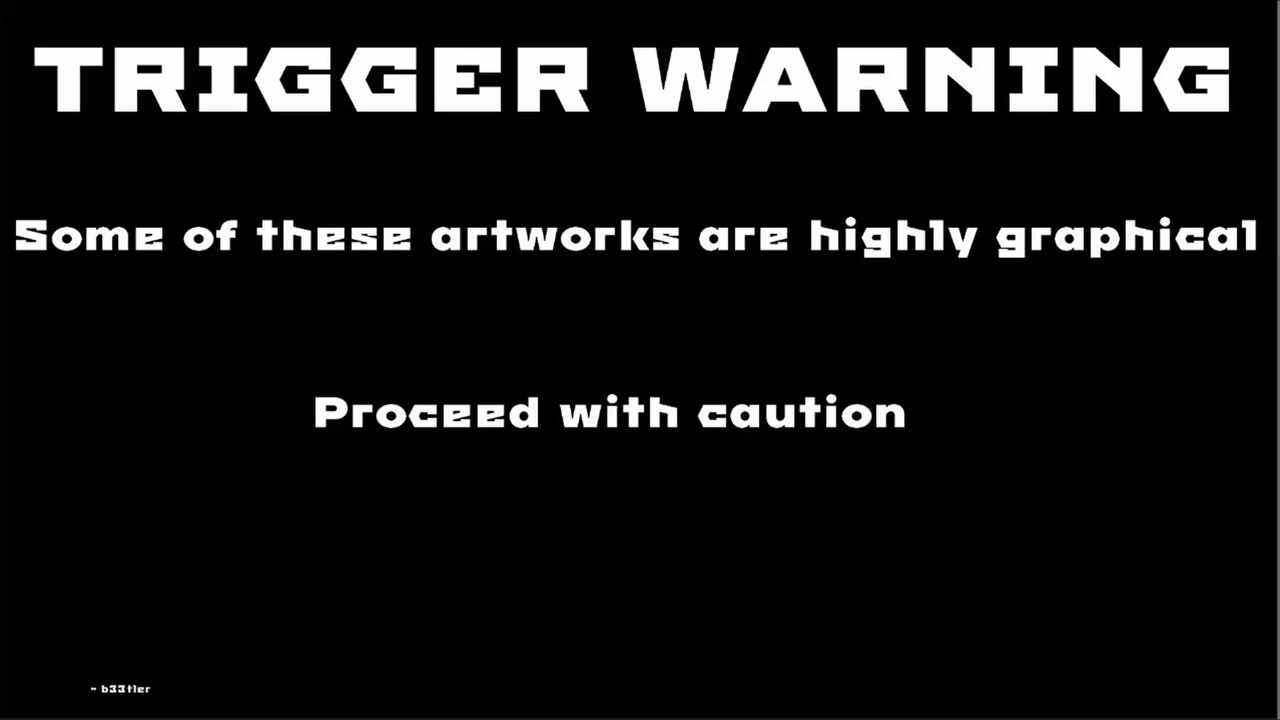 TRIGGER WARNING
Some of these artworks are highly graphical
Proceed with caution
- b33tler